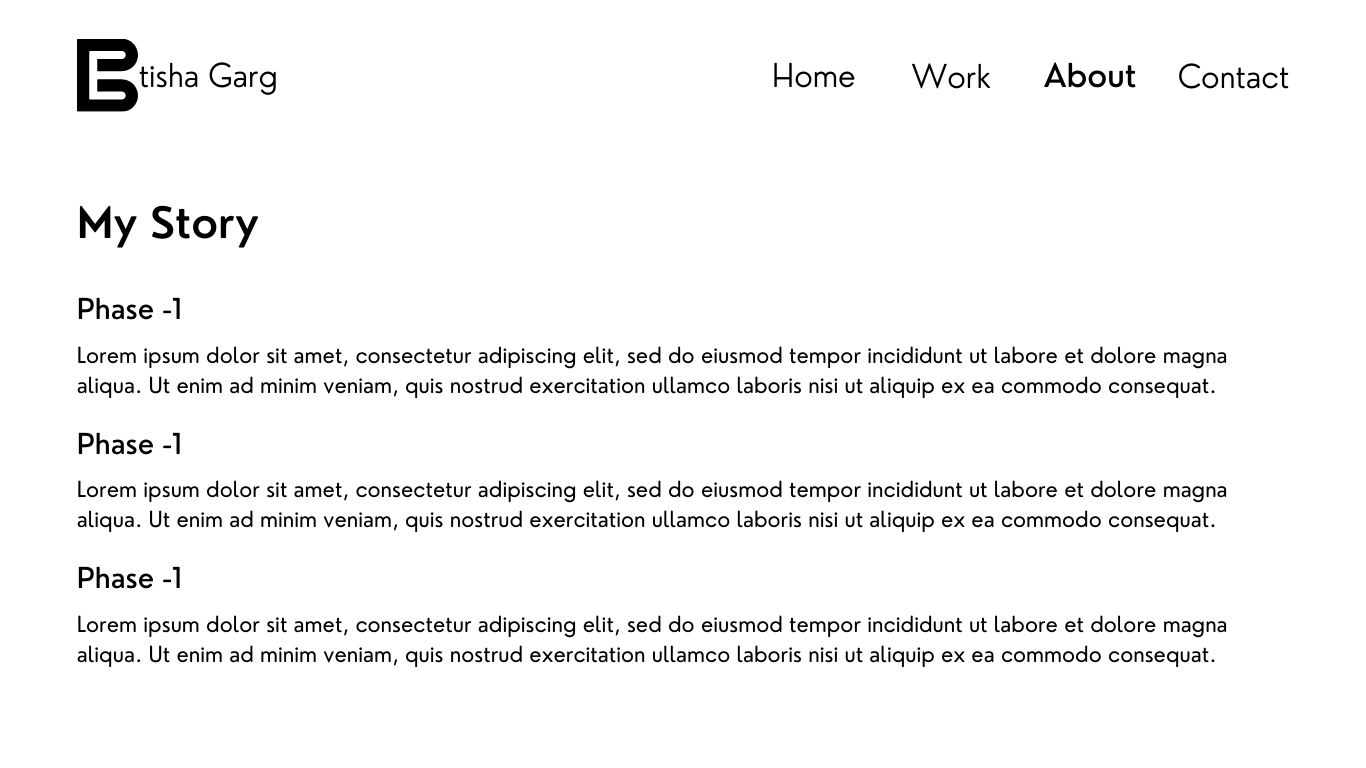 Etisha Garg
Home Work About Contact
My Story
Phase -1
Lorem ipsum dolor sit amet, consectetur adipiscing elit, sed do eiusmod tempor incididunt ut labore et dolore magna
aliqua. Ut enim ad minim veniam, quis nostrud exercitation ullamco laboris nisi ut aliquip ex ea commodo consequat.
Phase -1
Lorem ipsum dolor sit amet, consectetur adipiscing elit, sed do eiusmod tempor incididunt ut labore et dolore magna
aliqua. Ut enim ad minim veniam, quis nostrud exercitation ullamco laboris nisi ut aliquip ex ea commodo consequat.
Phase -1
Lorem ipsum dolor sit amet, consectetur adipiscing elit, sed do eiusmod tempor incididunt ut labore et dolore magna
aliqua. Ut enim ad minim veniam, quis nostrud exercitation ullamco laboris nisi ut aliquip ex ea commodo consequat.